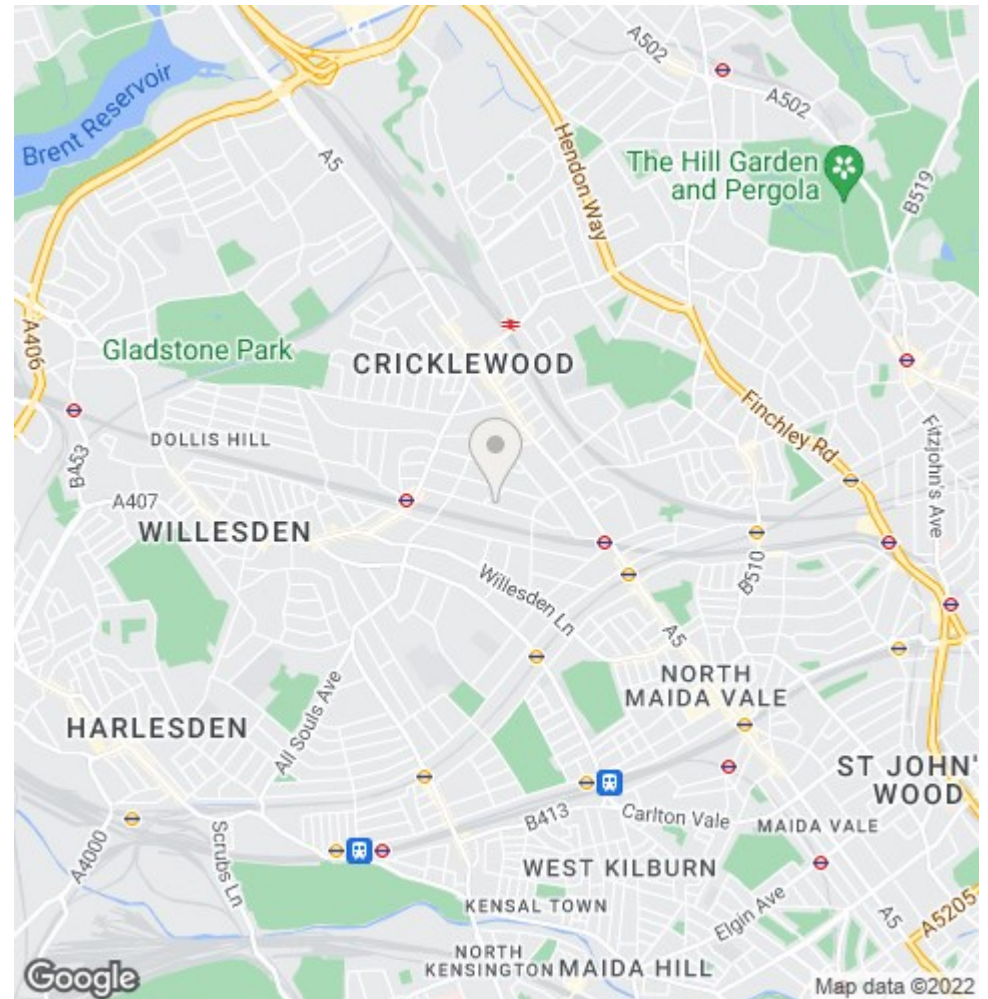 A502
A502
Brent Reservoir
A5
Hendon Way
The Hill Garden
and Pergola
B519
A406
Gladstone Park
CRICKLEWOOD
Finchley Rd
Fitzjohn's Ave
DOLLIS HILL
B453
A407
WILLESDEN
B510
Willesden Ln
A5
NORTH
MAIDA VALE
All Souls Ave
HARLESDEN
ST JOHN'
WOOD
B413
Carlton Vale
MAIDA VALE
A4000
Scrubs Ln
WEST KILBURN
KENSAL TOWN
Elgin Ave
A5
A5205
NORTH
KENSINGTON
MAIDA HILL
Google
Map data ©2022